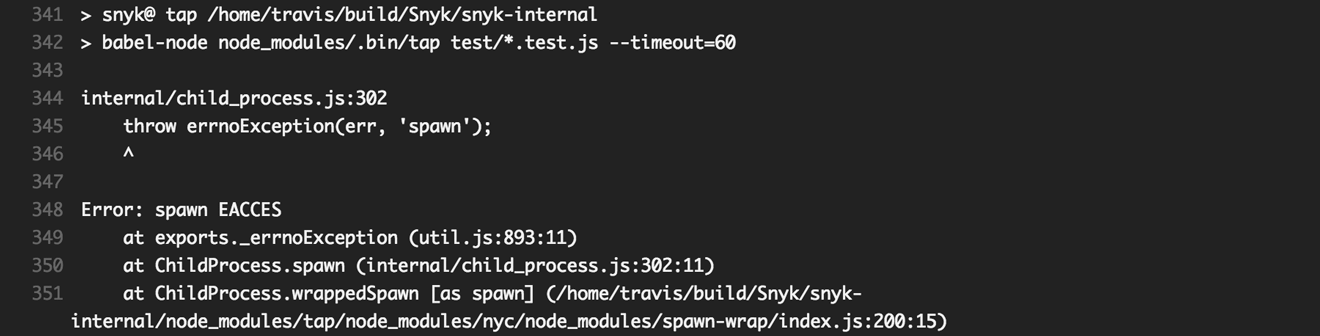 341 > snyk@ tap /home/travis/build/Snyk/snyk-internal
342 > babel-node node_modules/.bin/tap test/*.test.js --timeout=60
343
344 internal/child_process.js:302
345     throw errnoException(err, 'spawn');
346     ^
347
348 Error: spawn EACCES
349     at exports._errnoException (util.js:893:11)
350     at ChildProcess.spawn (internal/child_process.js:302:11)
351     at ChildProcess.wrappedSpawn [as spawn] (/home/travis/build/Snyk/snyk-
internal/node_modules/tap/node_modules/nyc/node_modules/spawn-wrap/index.js:200:15)